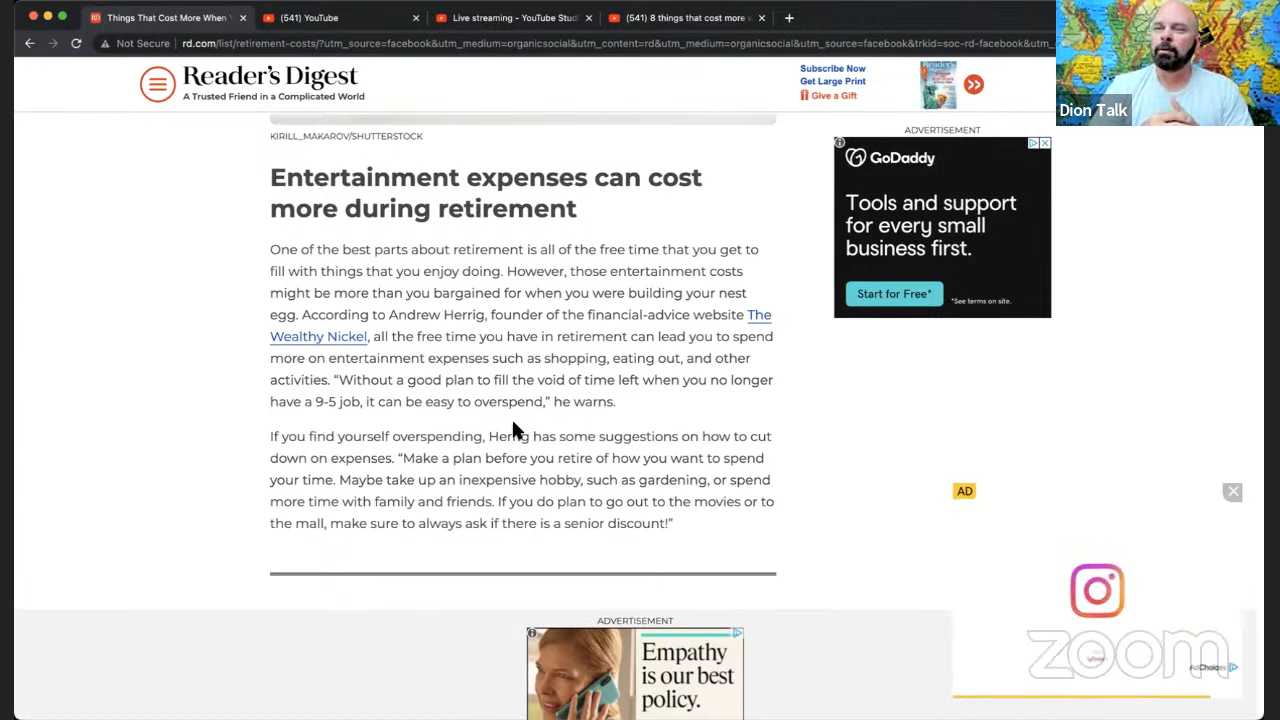 Things That Cost More When Y
(541) YouTube
Live streaming - YouTube Stud
(541) 8 things that cost more w
Not Secure
rd.com/list/retirement-costs/?utm_source=facebook&utm_medium=organicsocial&utm_content=rd&utm_medium=organicsocial&utm_source=facebook&trkid=soc-rd-facebook&utm_
Dion Talk
Reader's Digest
A Trusted Friend in a Complicated World
Subscribe Now
Get Large Print
Give a Gift
KIRILL_MAKAROV/SHUTTERSTOCK
Entertainment expenses can cost
more during retirement
One of the best parts about retirement is all of the free time that you get to
fill with things that you enjoy doing. However, those entertainment costs
might be more than you bargained for when you were building your nest
egg. According to Andrew Herrig, founder of the financial-advice website The
Wealthy Nickel, all the free time you have in retirement can lead you to spend
more on entertainment expenses such as shopping, eating out, and other
activities. “Without a good plan to fill the void of time left when you no longer
have a 9-5 job, it can be easy to overspend,” he warns.
If you find yourself overspending, Herrig has some suggestions on how to cut
down on expenses. “Make a plan before you retire of how you want to spend
your time. Maybe take up an inexpensive hobby, such as gardening, or spend
more time with family and friends. If you do plan to go out to the movies or to
the mall, make sure to always ask if there is a senior discount!”
ADVERTISEMENT
GoDaddy
Tools and support
for every small
business first.
Start for Free*
*See terms on site.
AD
ADVERTISEMENT
Empathy
is our best
policy.
zoom
AdChoices